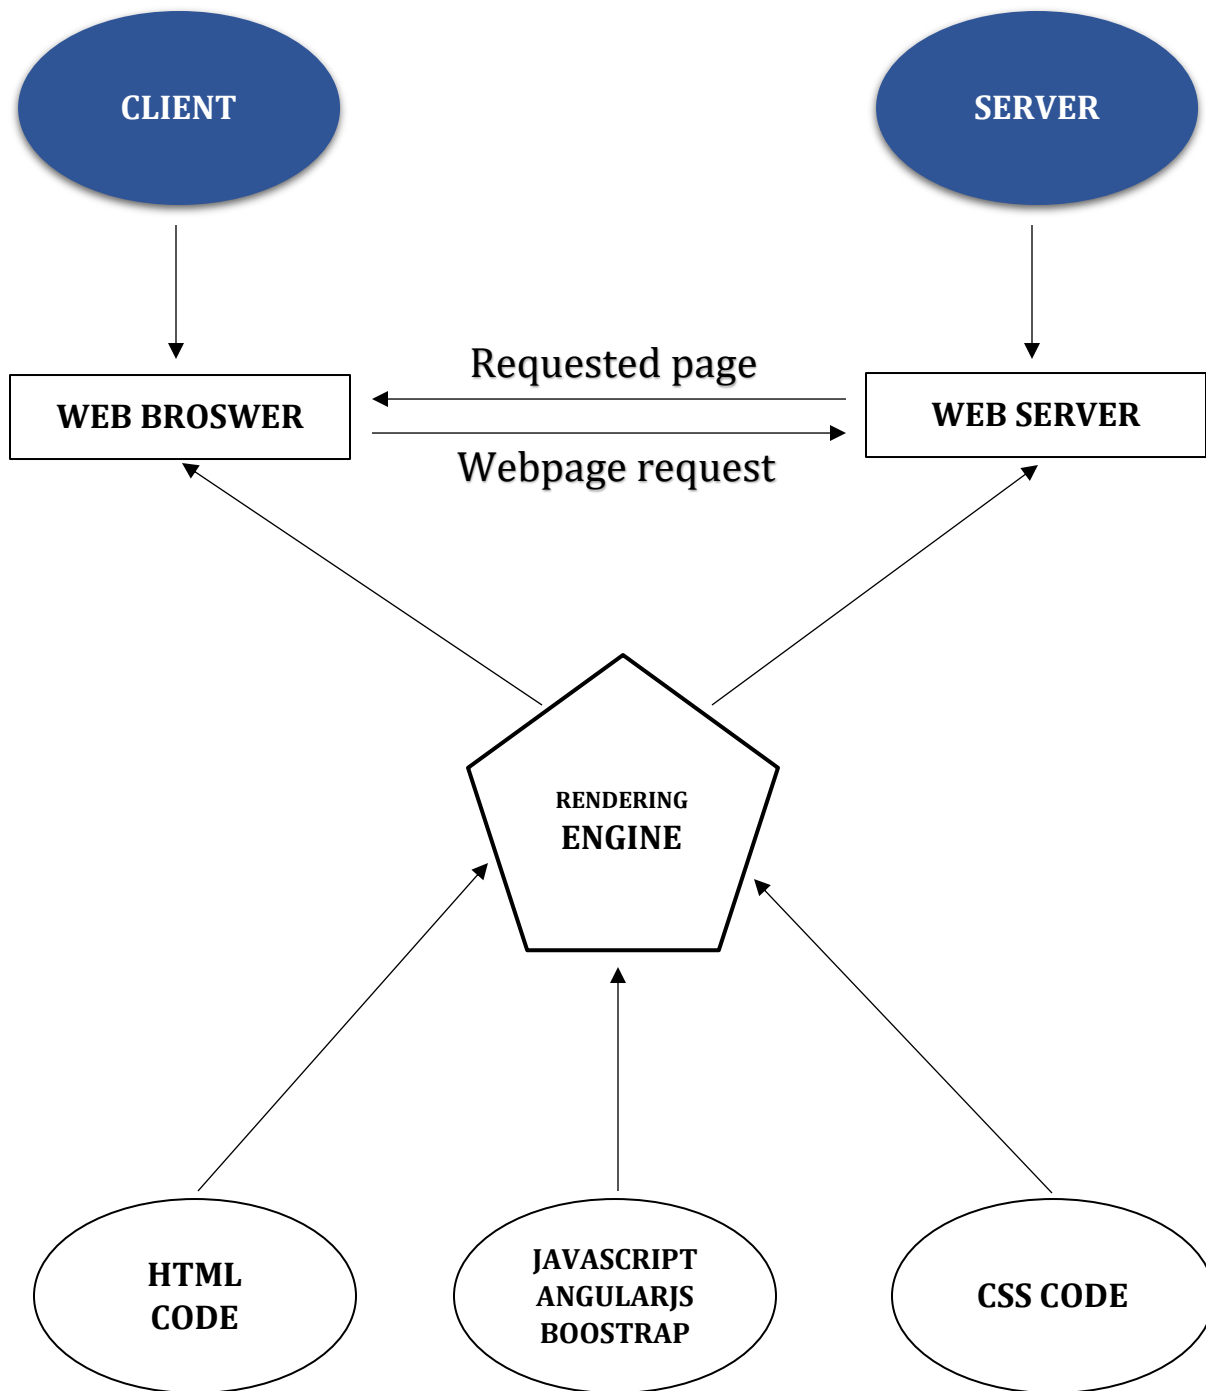 CLIENT
SERVER
Requested page
WEB BROSWER
WEB SERVER
Webpage request
RENDERING
ENGINE
HTML
CODE
JAVASCRIPT
ANGULARJS
BOOSTRAP
CSS CODE